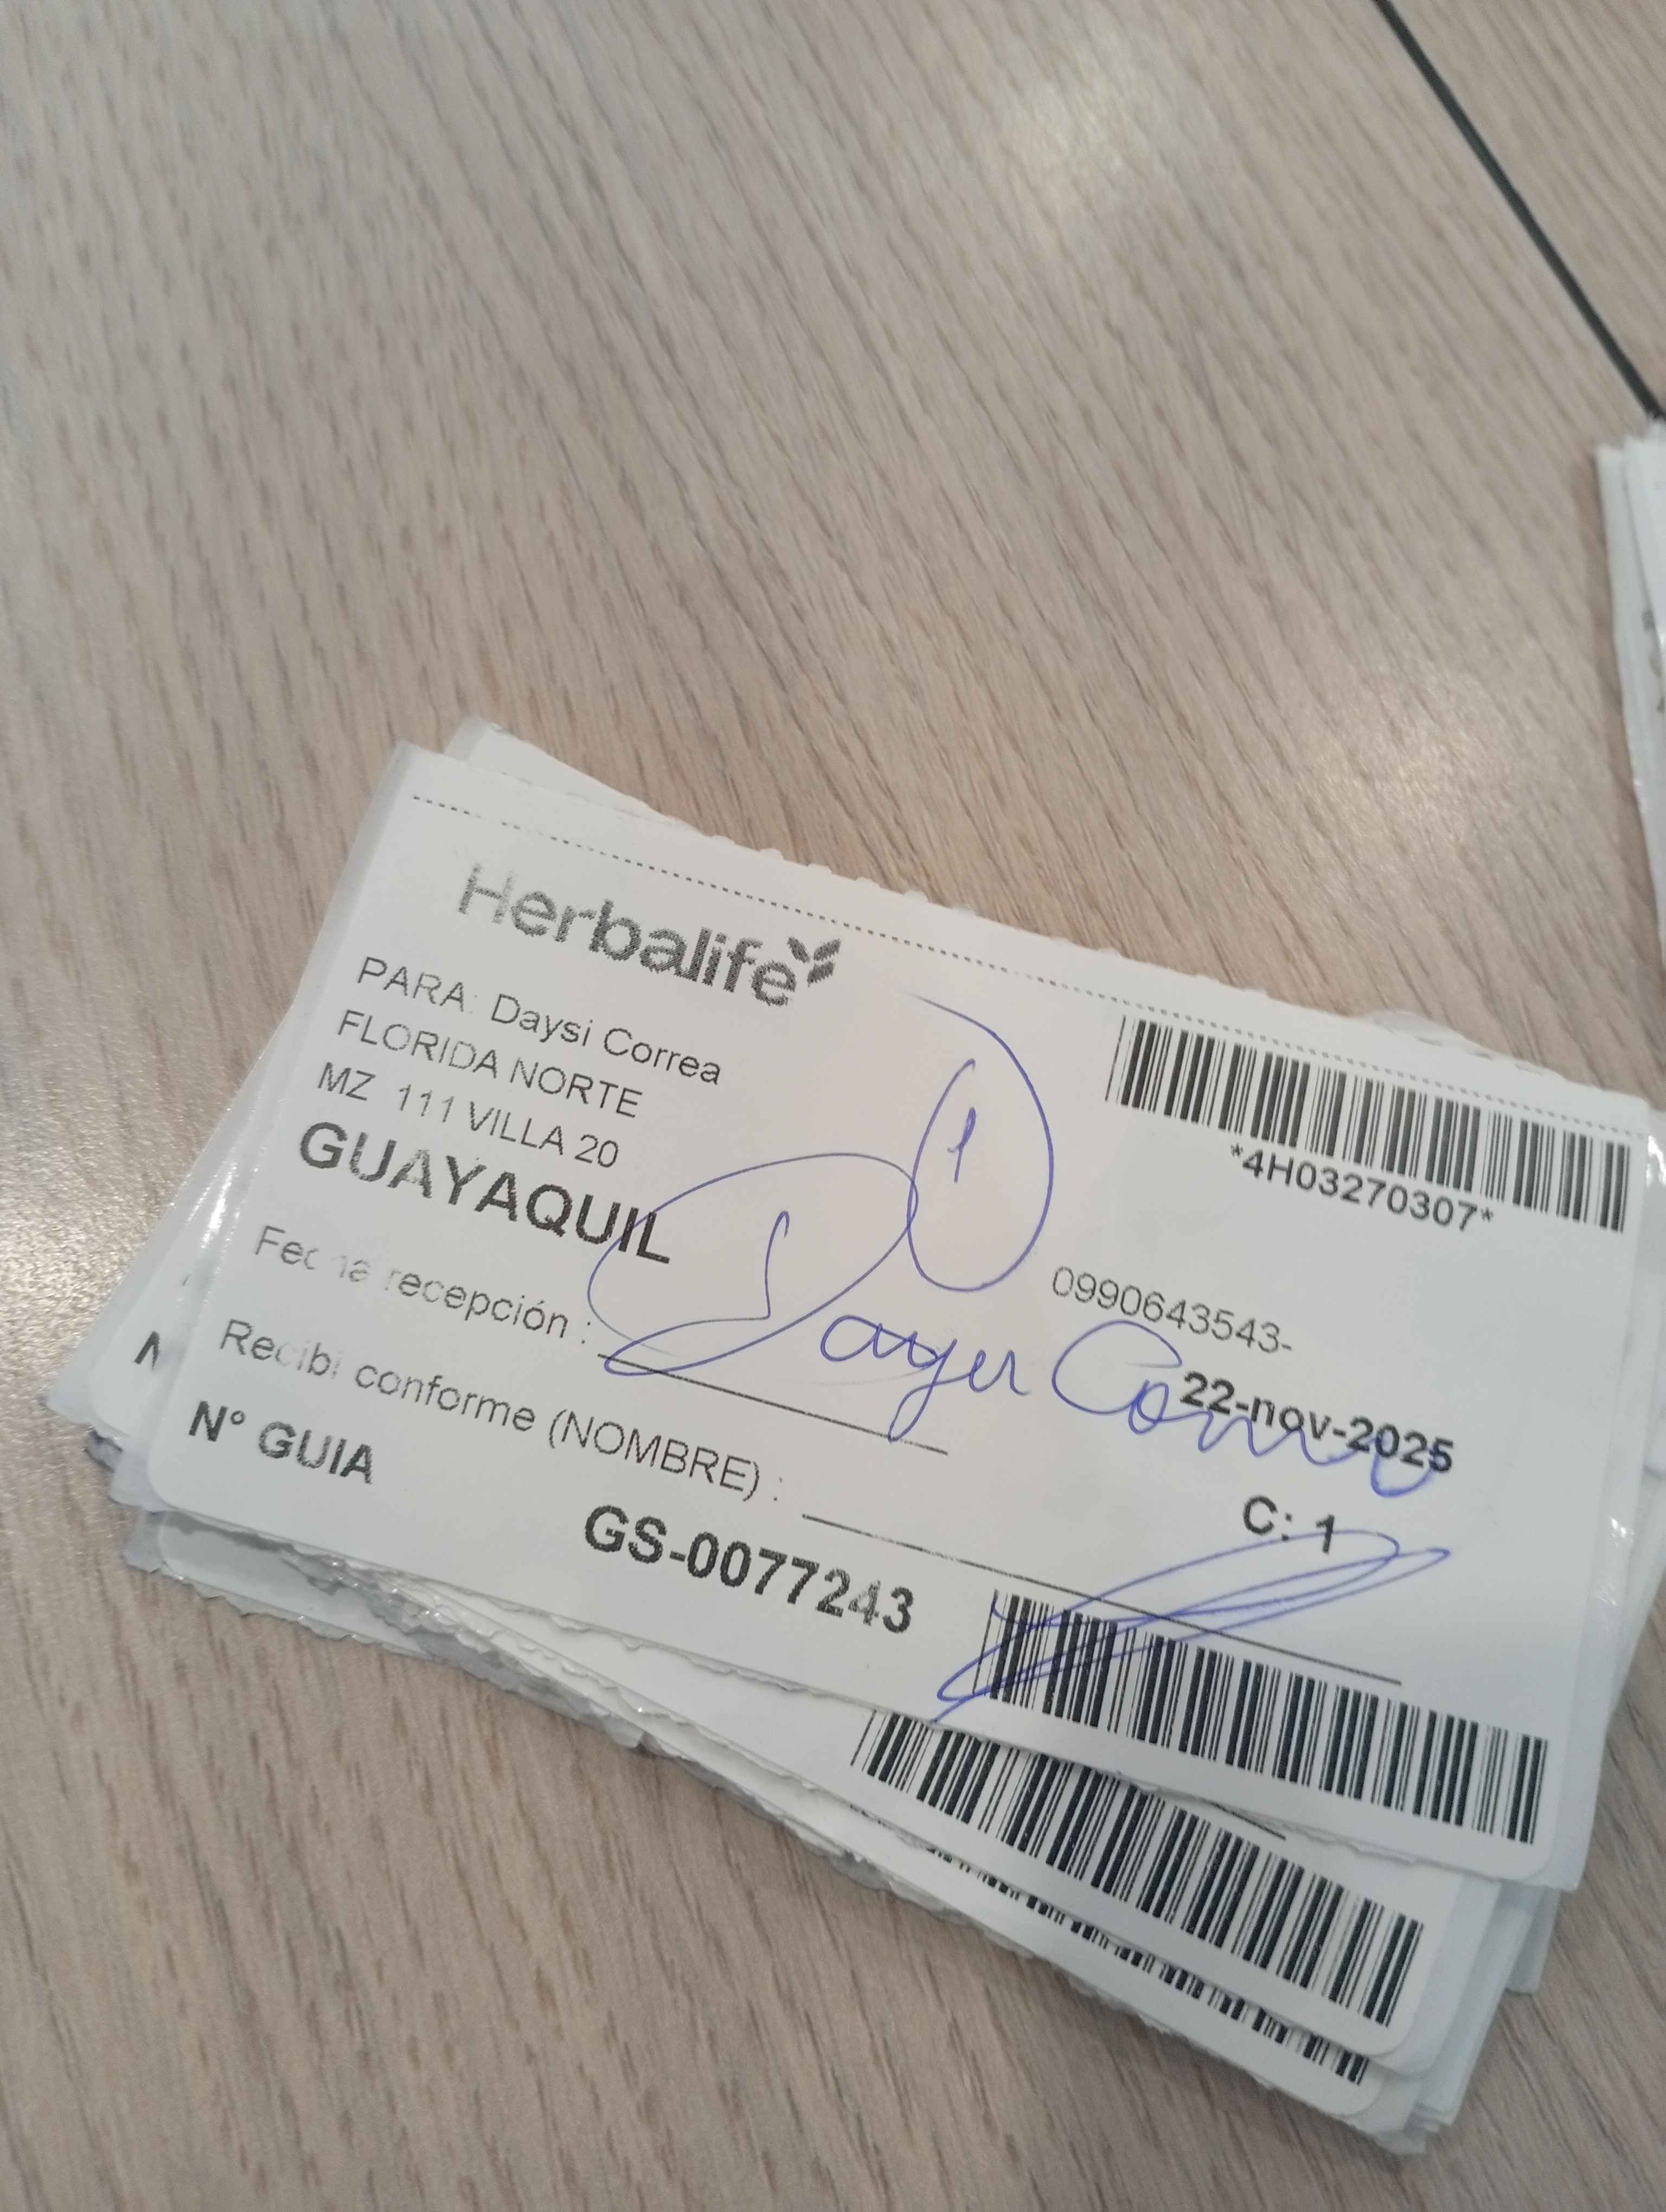 Herbalife
PARA: Daysi Correa
FLORIDA NORTE
MZ 111 VILLA 20
GUAYAQUIL
*4H03270307*
1
0990643543-
Fecha recepción :
22-nov-2025
Recibi conforme (NOMBRE) :
C: 1
N° GUIA
GS-0077243